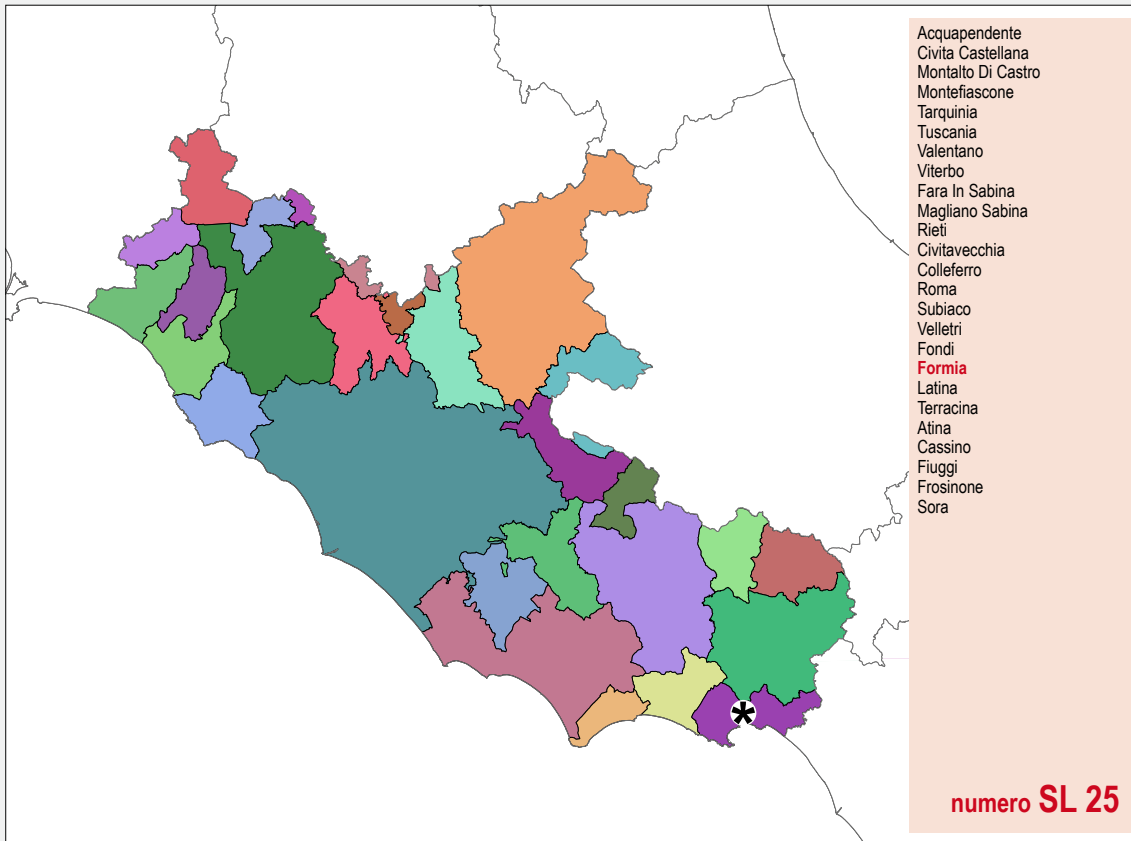 Acquapendente
Civita Castellana
Montalto Di Castro
Montefiascone
Tarquinia
Tuscania
Valentano
Viterbo
Fara In Sabina
Magliano Sabina
Rieti
Civitavecchia
Colleferro
Roma
Subiaco
Velletri
Fondi
Formia
Latina
Terracina
Atina
Cassino
Fiuggi
Frosinone
Sora
numero SL 25
*